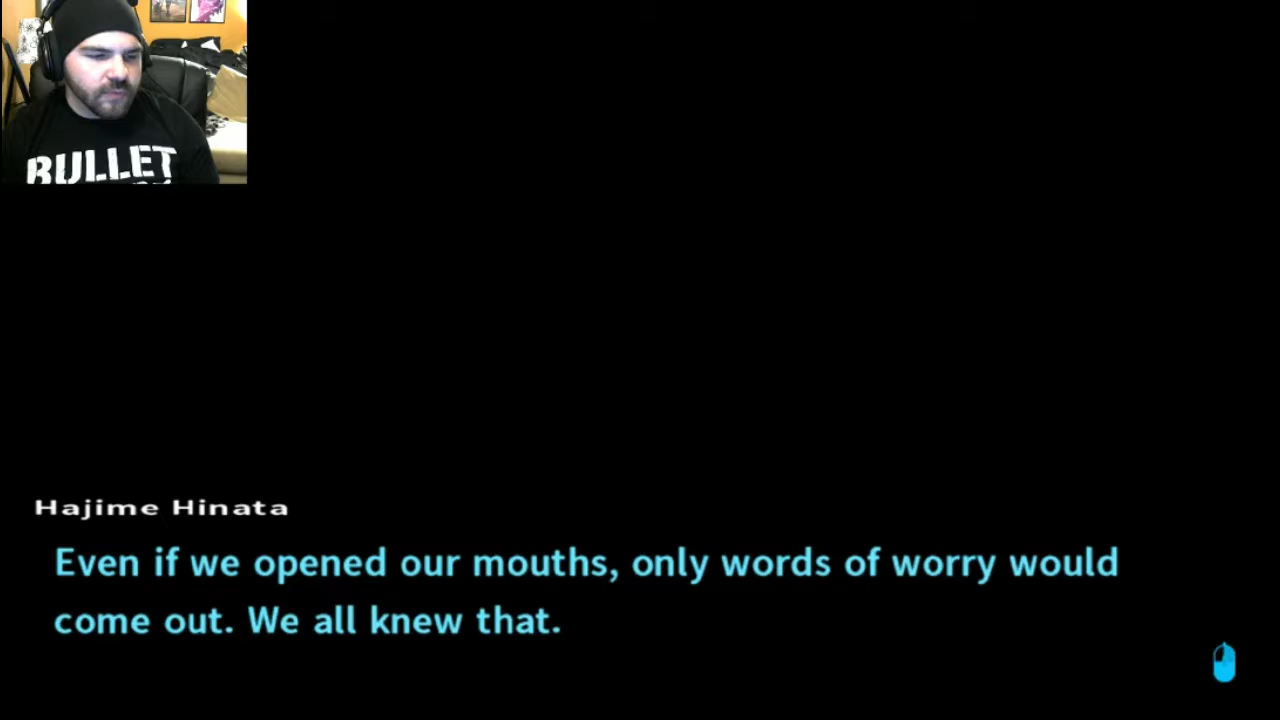 BULLET
Hajime Hinata
Even if we opened our mouths, only words of worry would
come out. We all knew that.